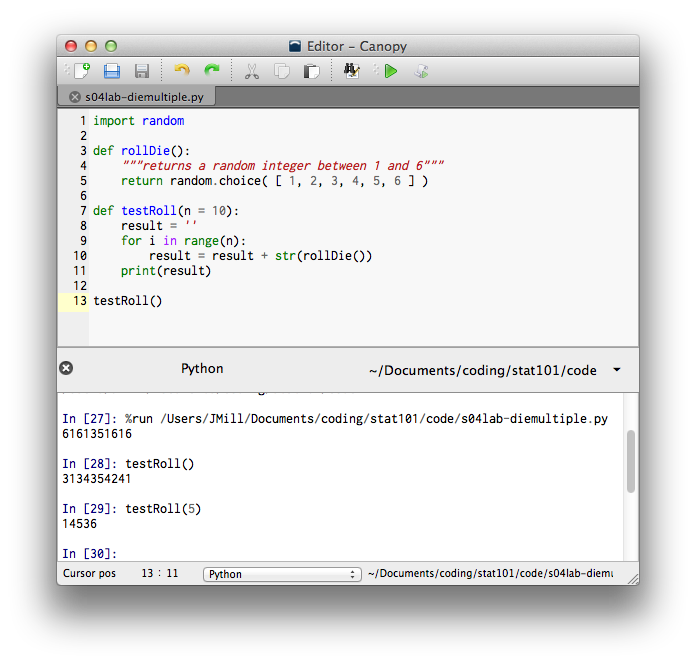 Editor – Canopy
s04lab-diemultiple.py
1 import random
2
3 def rollDie():
4     """returns a random integer between 1 and 6"""
5     return random.choice( [ 1, 2, 3, 4, 5, 6 ] )
6
7 def testRoll(n = 10):
8     result = ''
9     for i in range(n):
10         result = result + str(rollDie())
11     print(result)
12
13 testRoll()
Python ~/Documents/coding/stat101/code
In [27]: %run /Users/JMill/Documents/coding/stat101/code/s04lab-diemultiple.py
6161351616
In [28]: testRoll()
3134354241
In [29]: testRoll(5)
14536
In [30]:
Cursor pos 13 : 11 Python ~/Documents/coding/stat101/code/s04lab-diemu